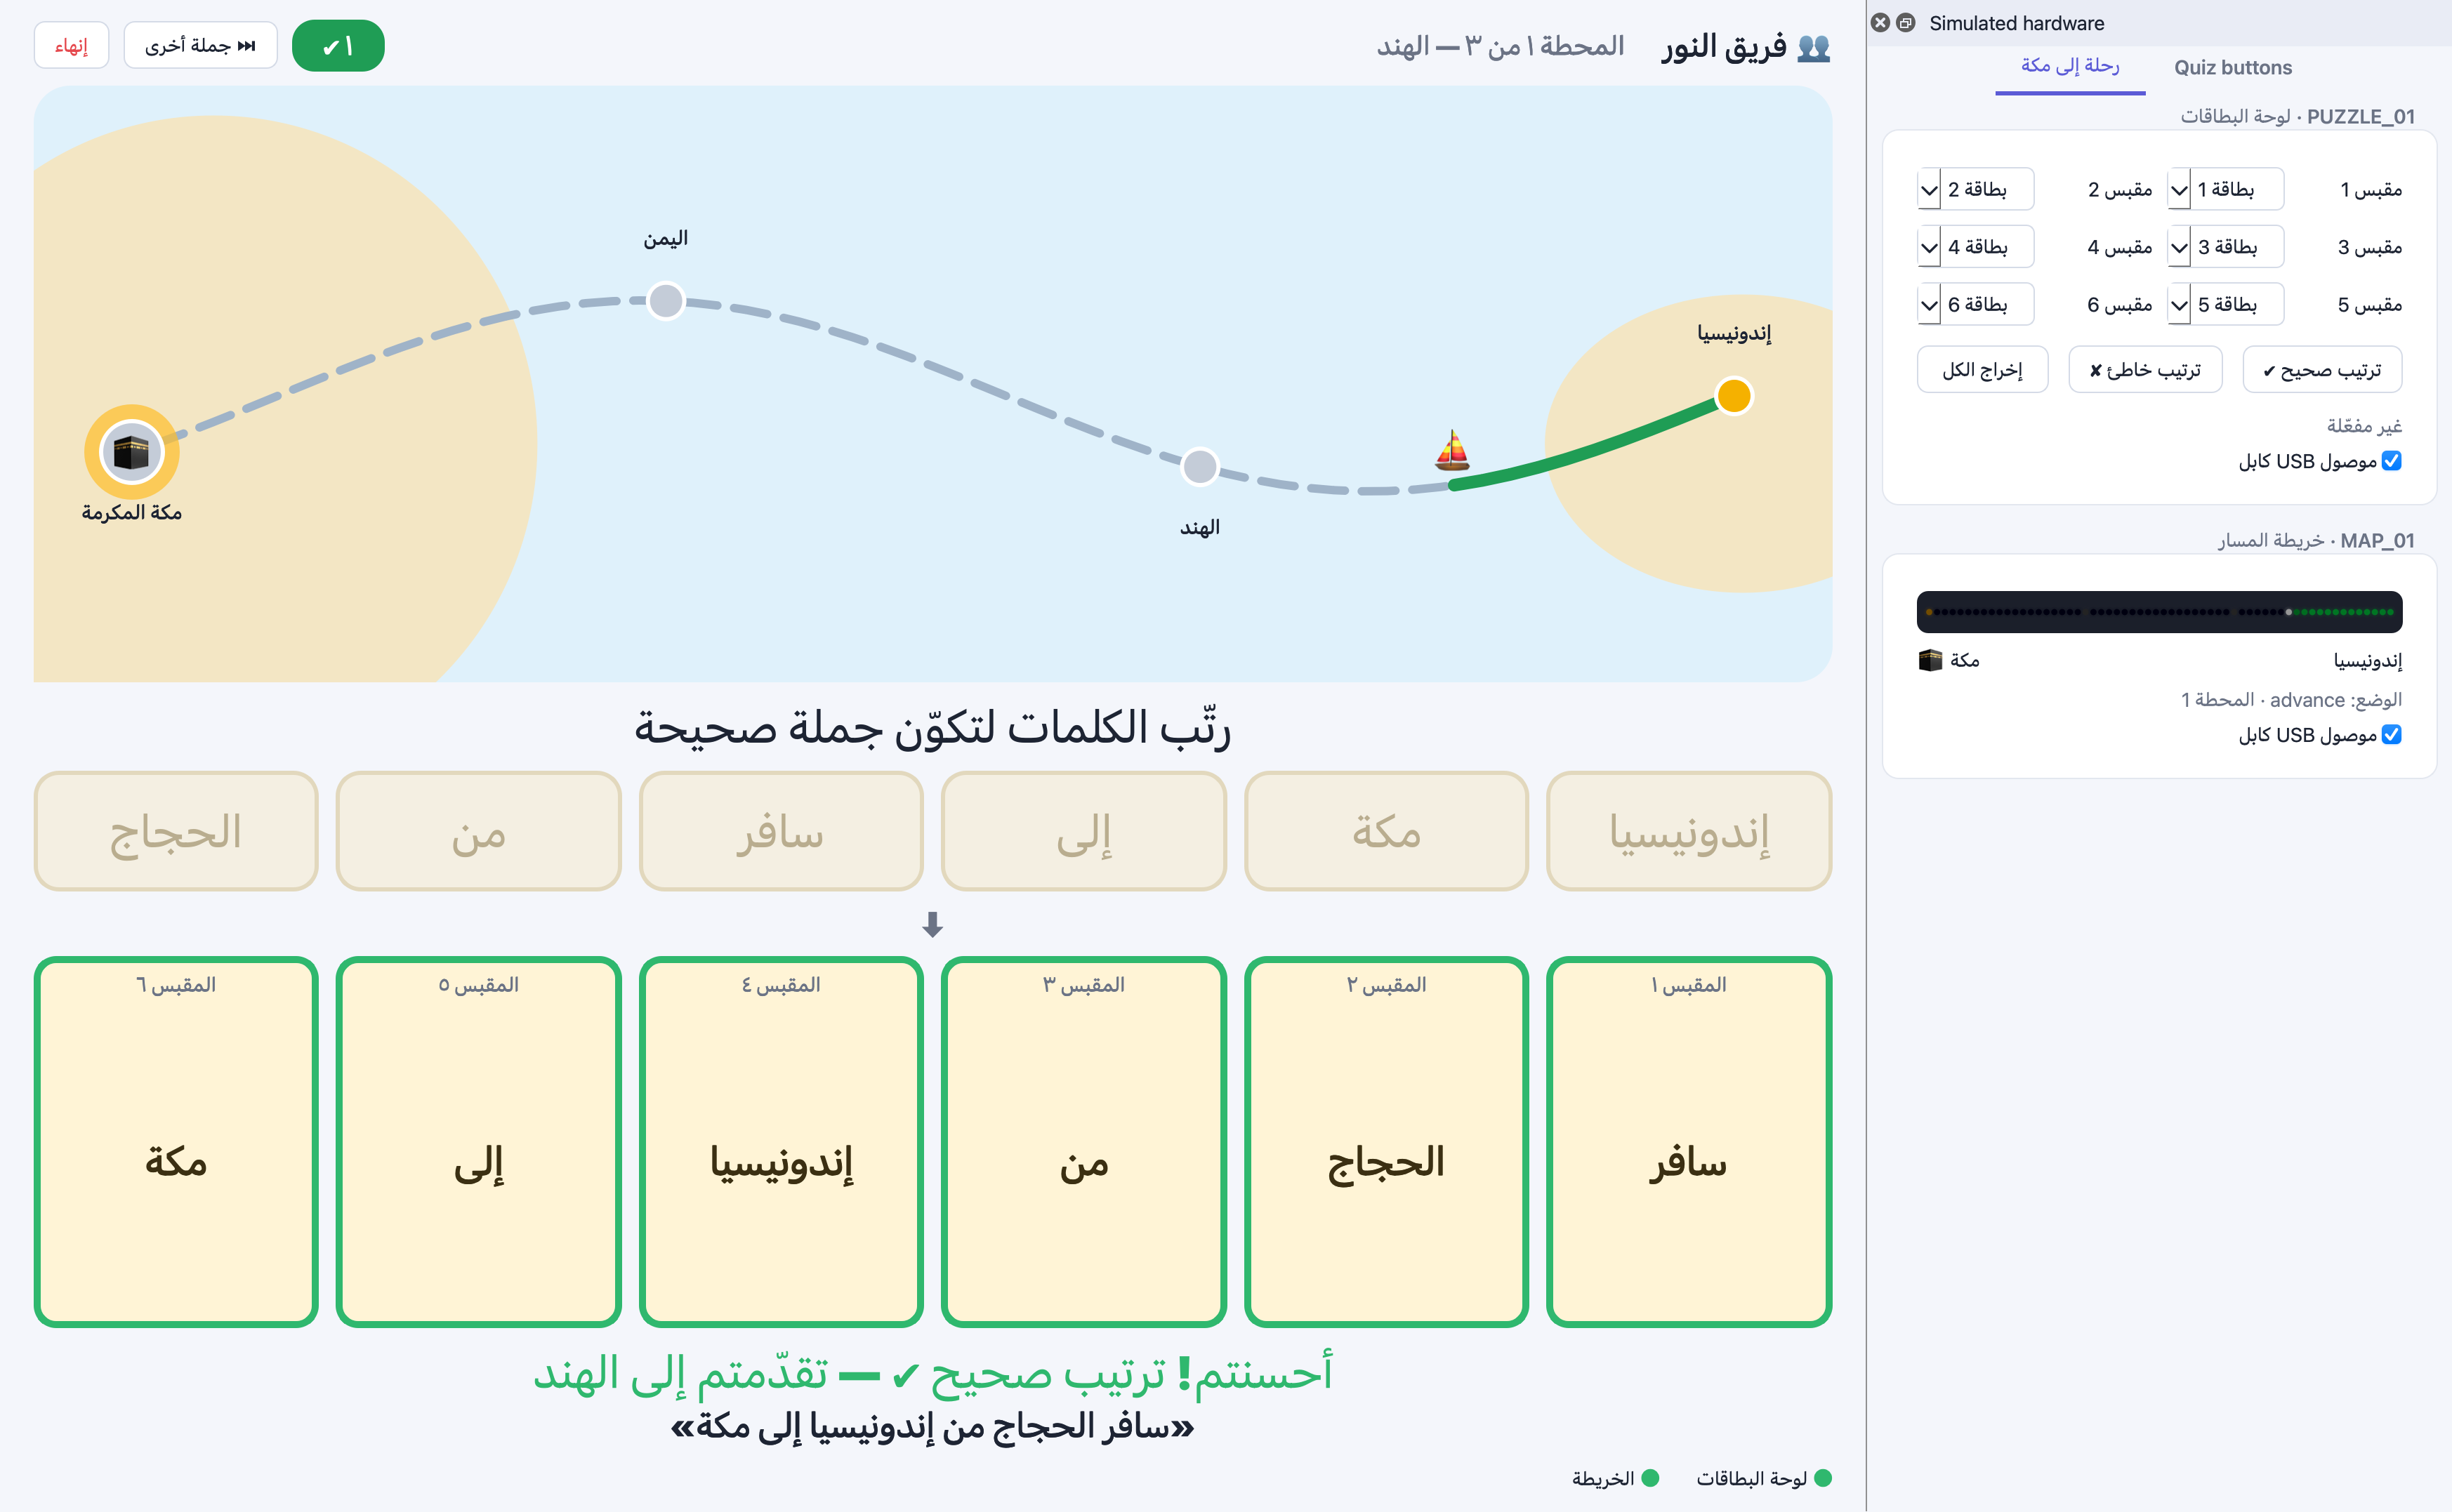 👥 فريق النور
المحطة ١ من ٣ — الهند
١ ✔
⏭ جملة أخرى
إنهاء
اليمن
إندونيسيا
مكة المكرمة
الهند
رتّب الكلمات لتكوّن جملة صحيحة
إندونيسيا مكة إلى سافر من الحجاج
⬇
المقبس ١ المقبس ٢ المقبس ٣ المقبس ٤ المقبس ٥ المقبس ٦
سافر الحجاج من إندونيسيا إلى مكة
أحسنتم! ترتيب صحيح ✔ — تقدّمتم إلى الهند
«سافر الحجاج من إندونيسيا إلى مكة»
لوحة البطاقات
الخريطة
Simulated hardware
Quiz buttons
رحلة إلى مكة
PUZZLE_01 · لوحة البطاقات
مقبس 1 بطاقة 1 مقبس 2 بطاقة 2
مقبس 3 بطاقة 3 مقبس 4 بطاقة 4
مقبس 5 بطاقة 5 مقبس 6 بطاقة 6
ترتيب صحيح ✔
ترتيب خاطئ ✘
إخراج الكل
غير مفعّلة
موصول USB كابل
MAP_01 · خريطة المسار
إندونيسيا
مكة 🕋
الوضع: advance · المحطة 1
موصول USB كابل